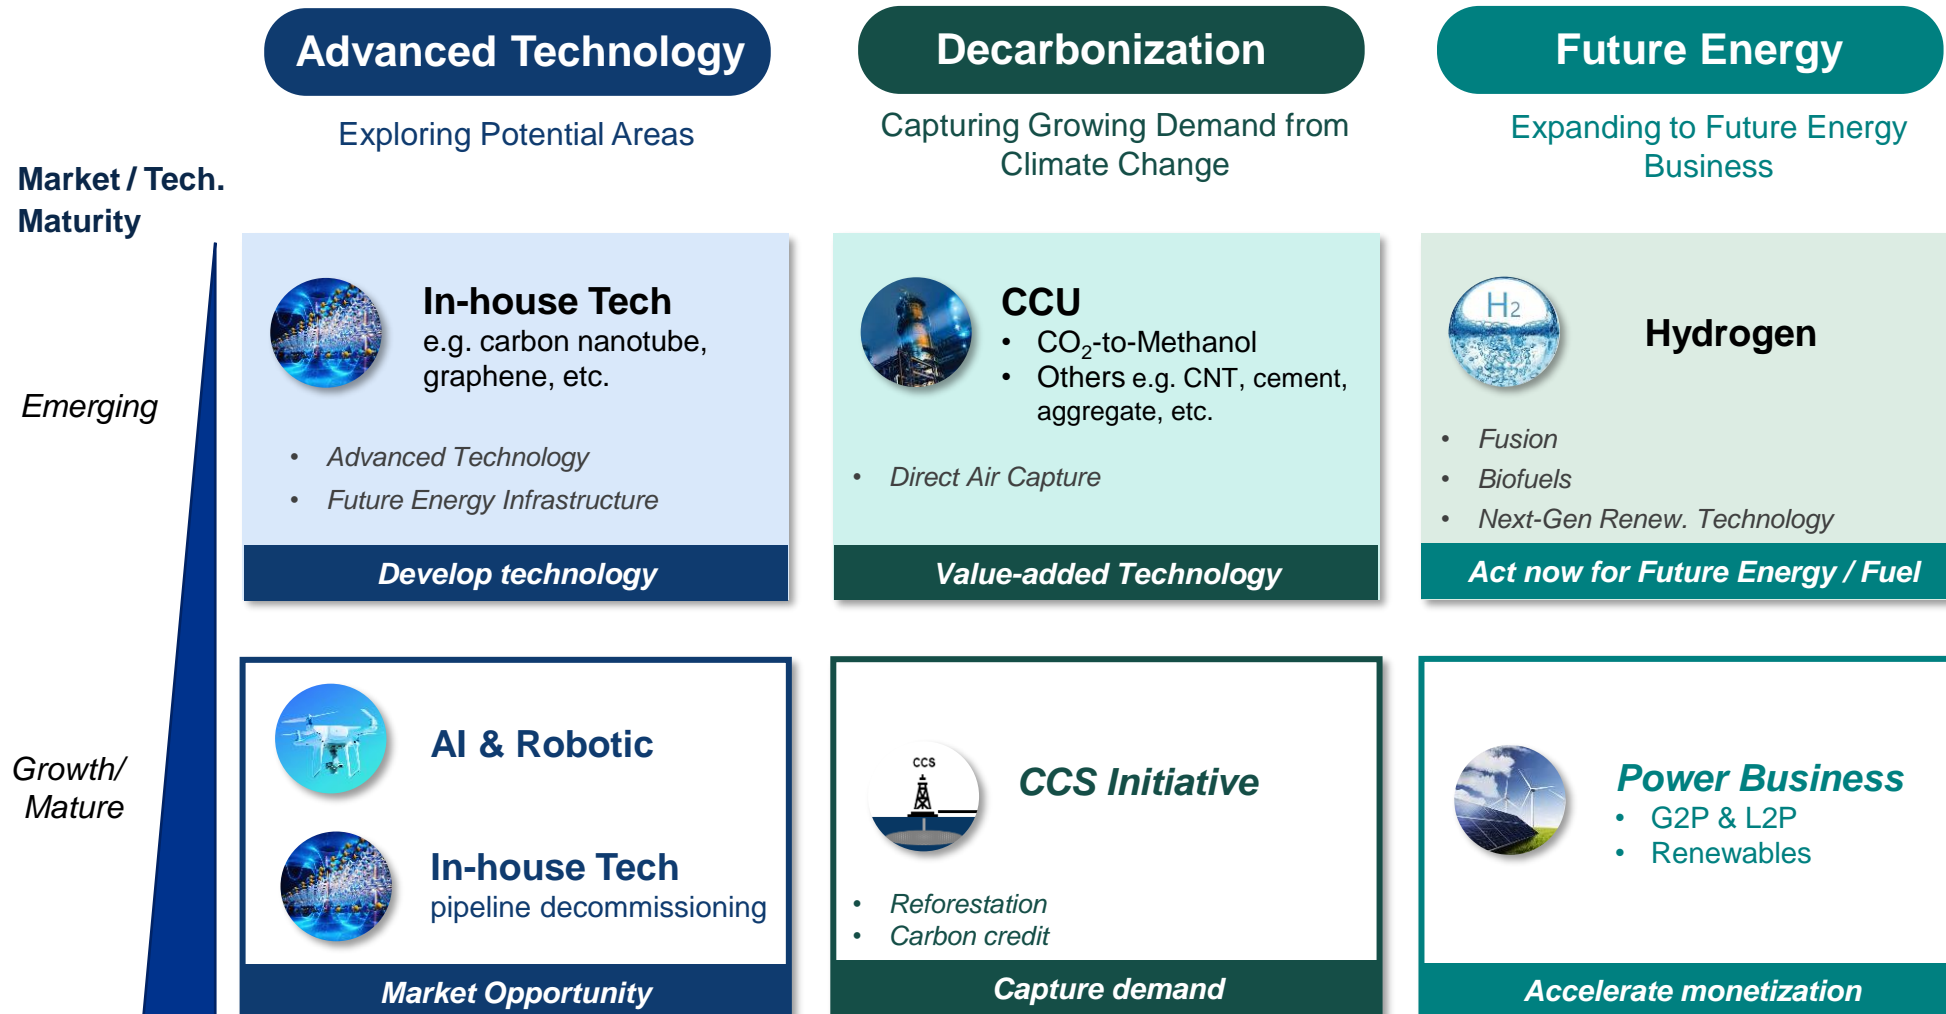 Advanced Technology
Decarbonization
Future Energy
Exploring Potential Areas
Capturing Growing Demand from
Climate Change
Expanding to Future Energy
Business
Market / Tech.
Maturity
Emerging
In-house Tech
e.g. carbon nanotube,
graphene, etc.
• Advanced Technology
• Future Energy Infrastructure
Develop technology
CCU
• CO₂-to-Methanol
• Others e.g. CNT, cement,
aggregate, etc.
• Direct Air Capture
Value-added Technology
H₂
Hydrogen
• Fusion
• Biofuels
• Next-Gen Renew. Technology
Act now for Future Energy / Fuel
Growth/
Mature
AI & Robotic
In-house Tech
pipeline decommissioning
Market Opportunity
CCS
CCS Initiative
• Reforestation
• Carbon credit
Capture demand
Power Business
• G2P & L2P
• Renewables
Accelerate monetization